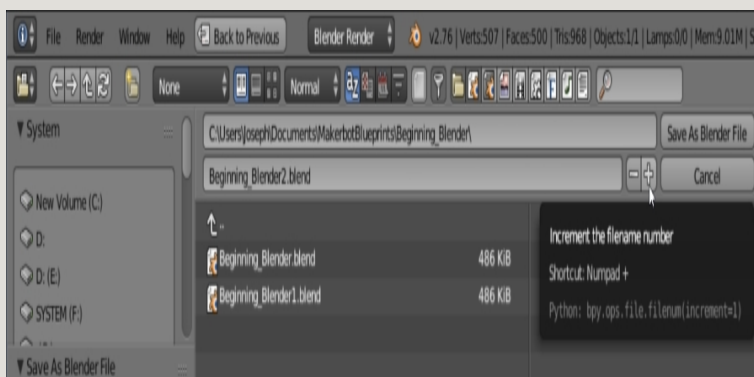 File Render Window Help Back to Previous Blender Render v2.76 | Verts:507 | Faces:500 | Tris:968 | Objects:1/1 | Lamps:0/0 | Mem:9.01M | S
None Normal
System
C:\Users\Joseph\Documents\MakerbotBlueprints\Beginning_Blender\ Save As Blender File
Beginning_Blender2.blend Cancel
New Volume (C:)
D:
D: (E:)
SYSTEM (F:)
..
Beginning_Blender.blend 486 KiB
Beginning_Blender1.blend 486 KiB
Increment the filename number
Shortcut: Numpad +
Python: bpy.ops.file.filenum(increment=1)
Save As Blender File